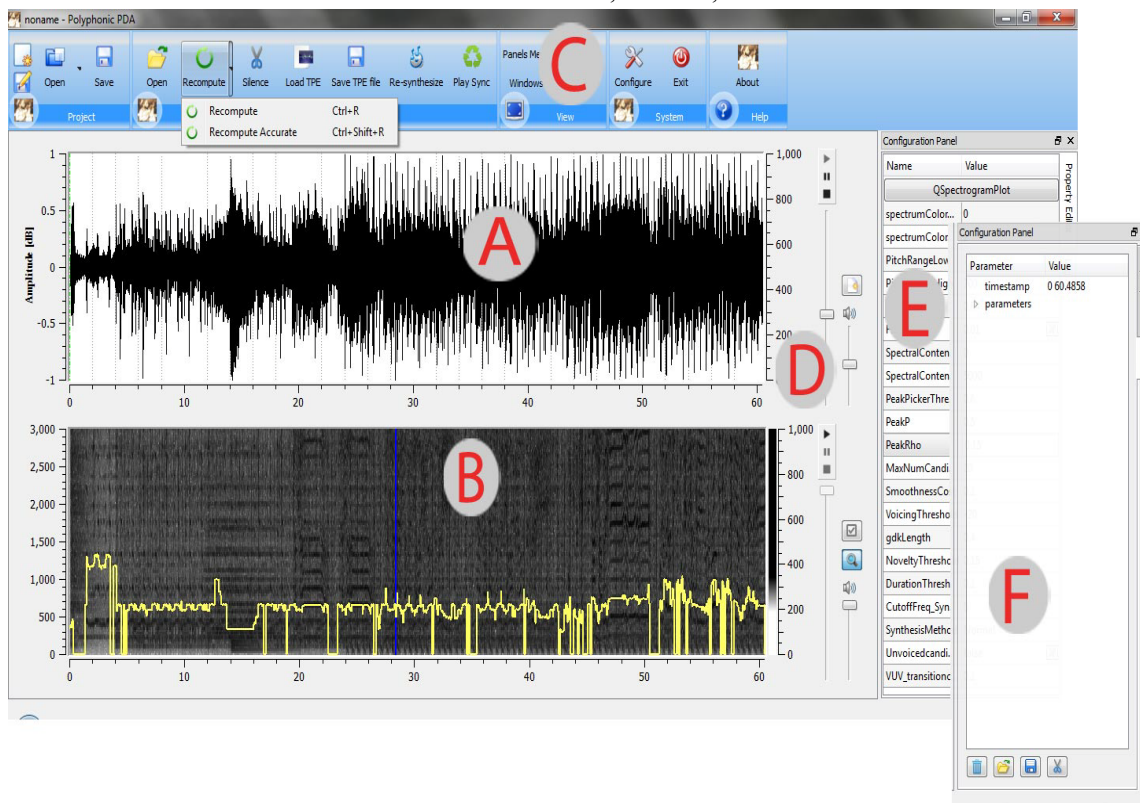 noname - Polyphonic PDA
Open Save Open Recompute Silence Load TPE Save TPE file Re-synthesize Play Sync
Panels Me
Windows
Configure Exit About
Project View System Help
Recompute Ctrl+R
Recompute Accurate Ctrl+Shift+R
C
Amplitude [dB]
1
0.5
0
-0.5
-1
0 10 20 30 40 50 60
1,000
800
600
400
200
A
D
3,000
2,500
2,000
1,500
1,000
500
0
0 10 20 30 40 50 60
1,000
800
600
400
200
0
B
Configuration Panel
Name Value
Property Edi
QSpectrogramPlot
spectrumColor... 0
spectrumColor
PitchRangeLow
E
SpectralConten
SpectralConten
PeakPickerThre
PeakP
PeakRho
MaxNumCandi
SmoothnessCo
VoicingThresho
gdkLength
NoveltyThreshc
DurationThresh
CutoffFreq_Syn
SynthesisMethc
Unvoicedcandi.
VUV_transitionc
Configuration Panel
Parameter Value
timestamp 0 60.4858
parameters
F